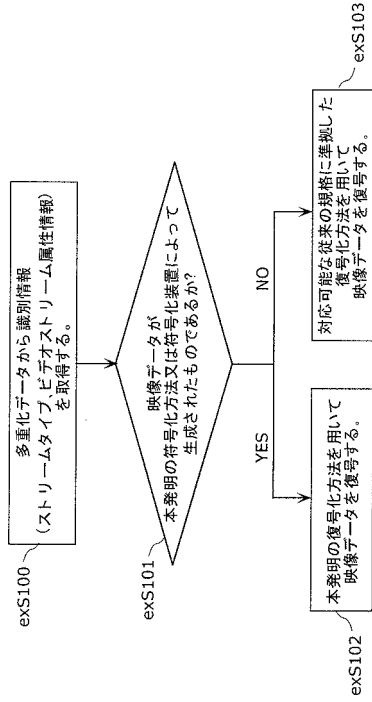 exS100
多重化データから識別情報
(ストリームタイプ、ビデオストリーム属性情報)
を取得する。
exS101
映像データが
本発明の符号化方法又は符号化装置によって
生成されたものであるか?
YES
NO
exS102
本発明の復号化方法を用いて
映像データを復号する。
exS103
対応可能な従来の規格に準拠した
復号化方法を用いて
映像データを復号する。